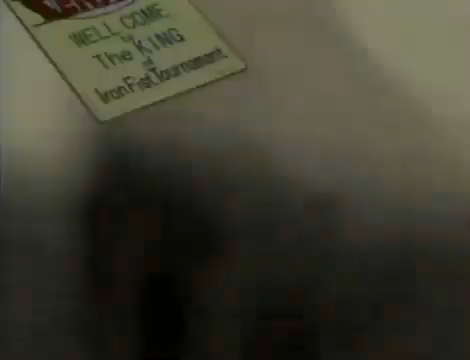 WELL COME
to
The KING
of
Iron Fist Tournament